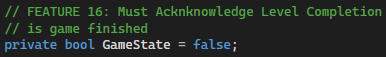 // FEATURE 16: Must Acknknowledge Level Completion
// is game finished
private bool GameState = false;